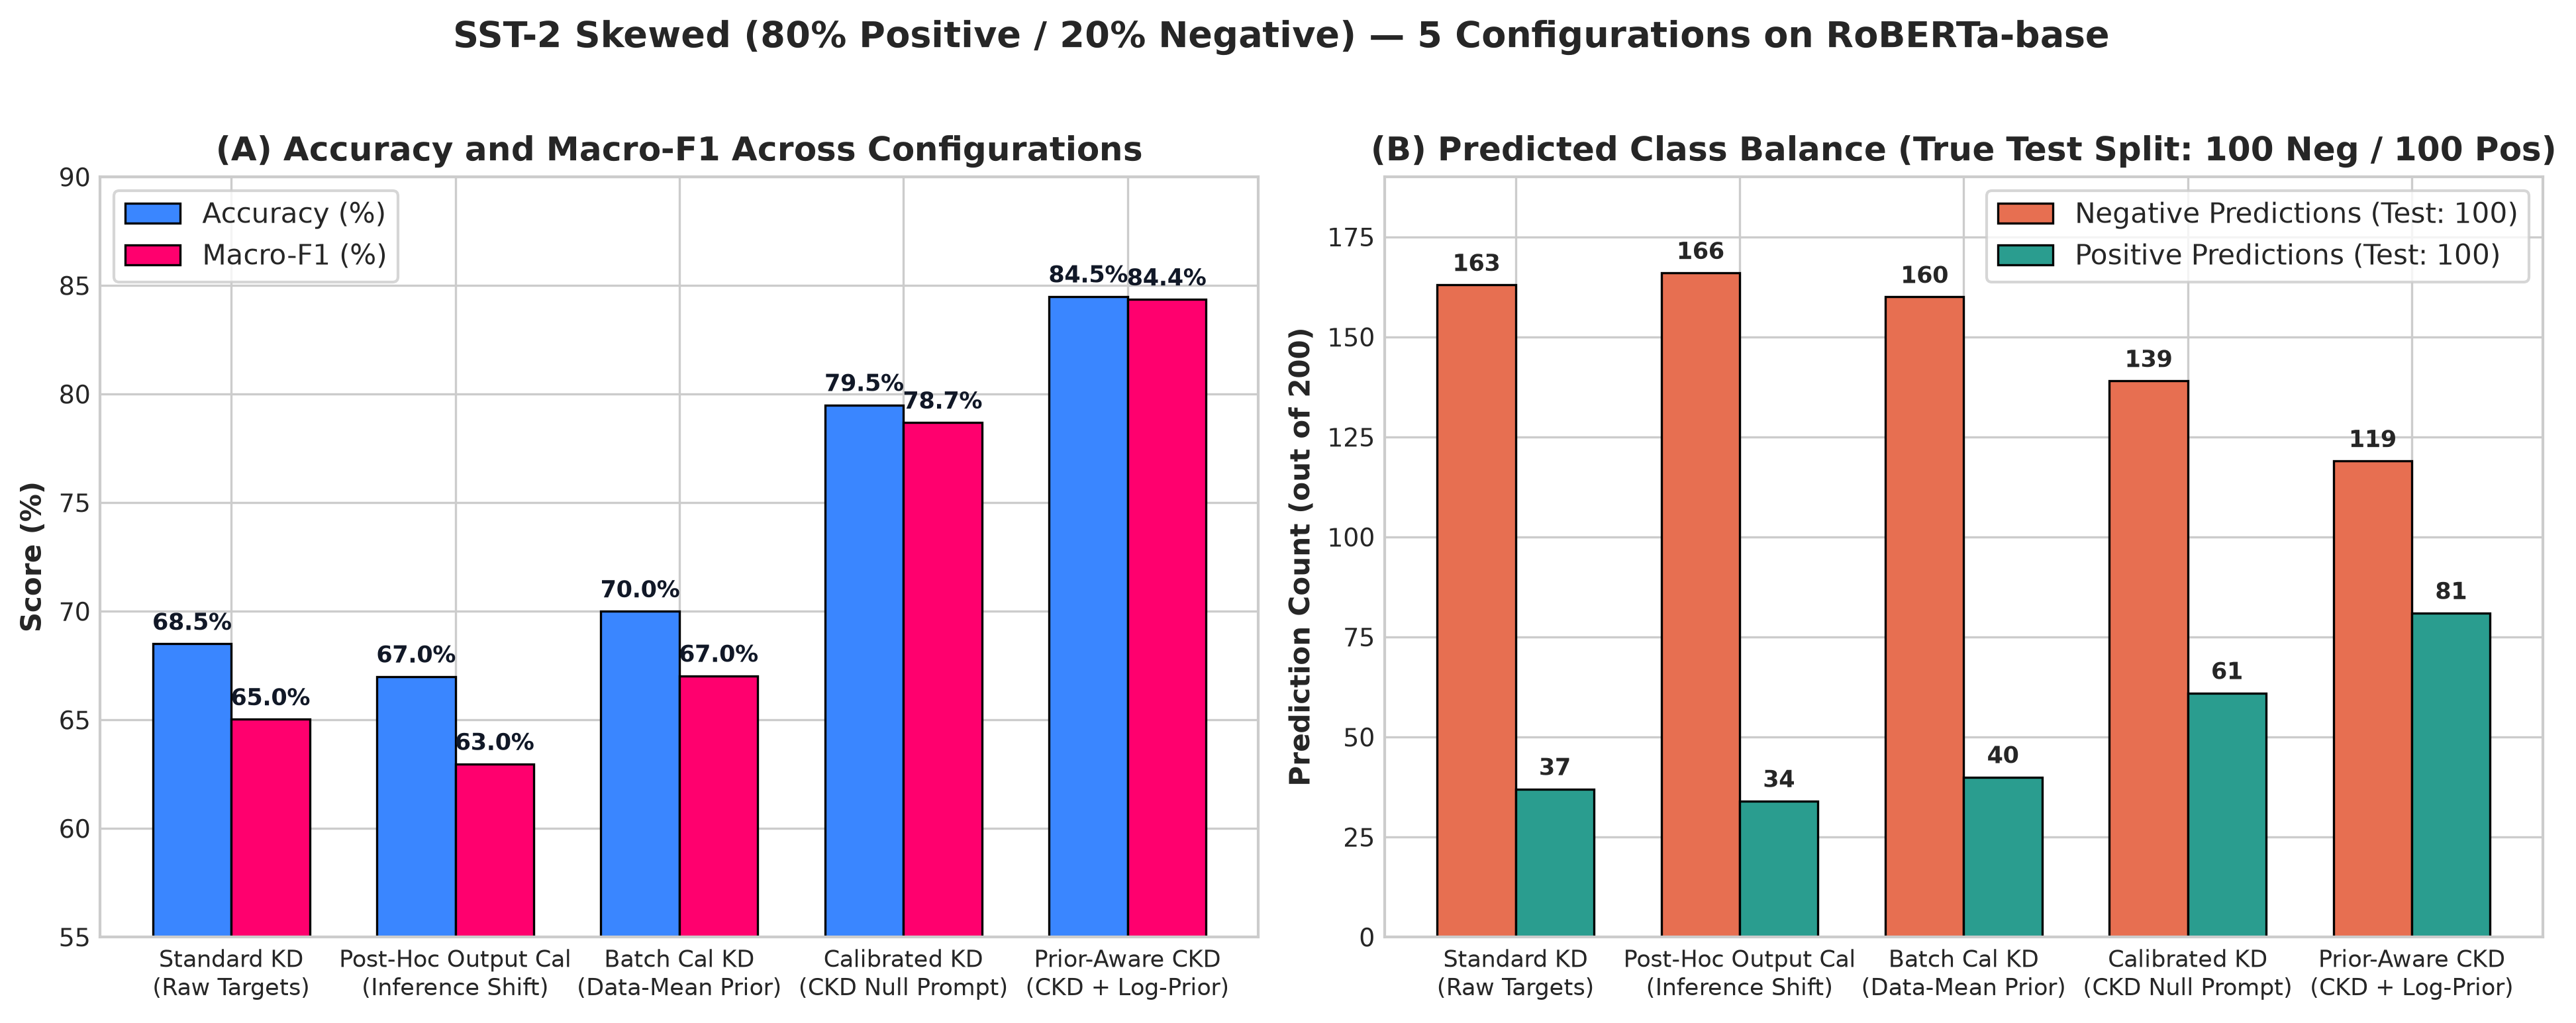 SST-2 Skewed (80% Positive / 20% Negative) — 5 Configurations on RoBERTa-base
(A) Accuracy and Macro-F1 Across Configurations
Accuracy (%)
Macro-F1 (%)
Score (%)
90
85
80
75
70
65
60
55
68.5%
65.0%
67.0%
63.0%
70.0%
67.0%
79.5%
78.7%
84.5%
84.4%
Standard KD
(Raw Targets)
Post-Hoc Output Cal
(Inference Shift)
Batch Cal KD
(Data-Mean Prior)
Calibrated KD
(CKD Null Prompt)
Prior-Aware CKD
(CKD + Log-Prior)
(B) Predicted Class Balance (True Test Split: 100 Neg / 100 Pos)
Negative Predictions (Test: 100)
Positive Predictions (Test: 100)
Prediction Count (out of 200)
175
150
125
100
75
50
25
0
163
37
166
34
160
40
139
61
119
81
Standard KD
(Raw Targets)
Post-Hoc Output Cal
(Inference Shift)
Batch Cal KD
(Data-Mean Prior)
Calibrated KD
(CKD Null Prompt)
Prior-Aware CKD
(CKD + Log-Prior)